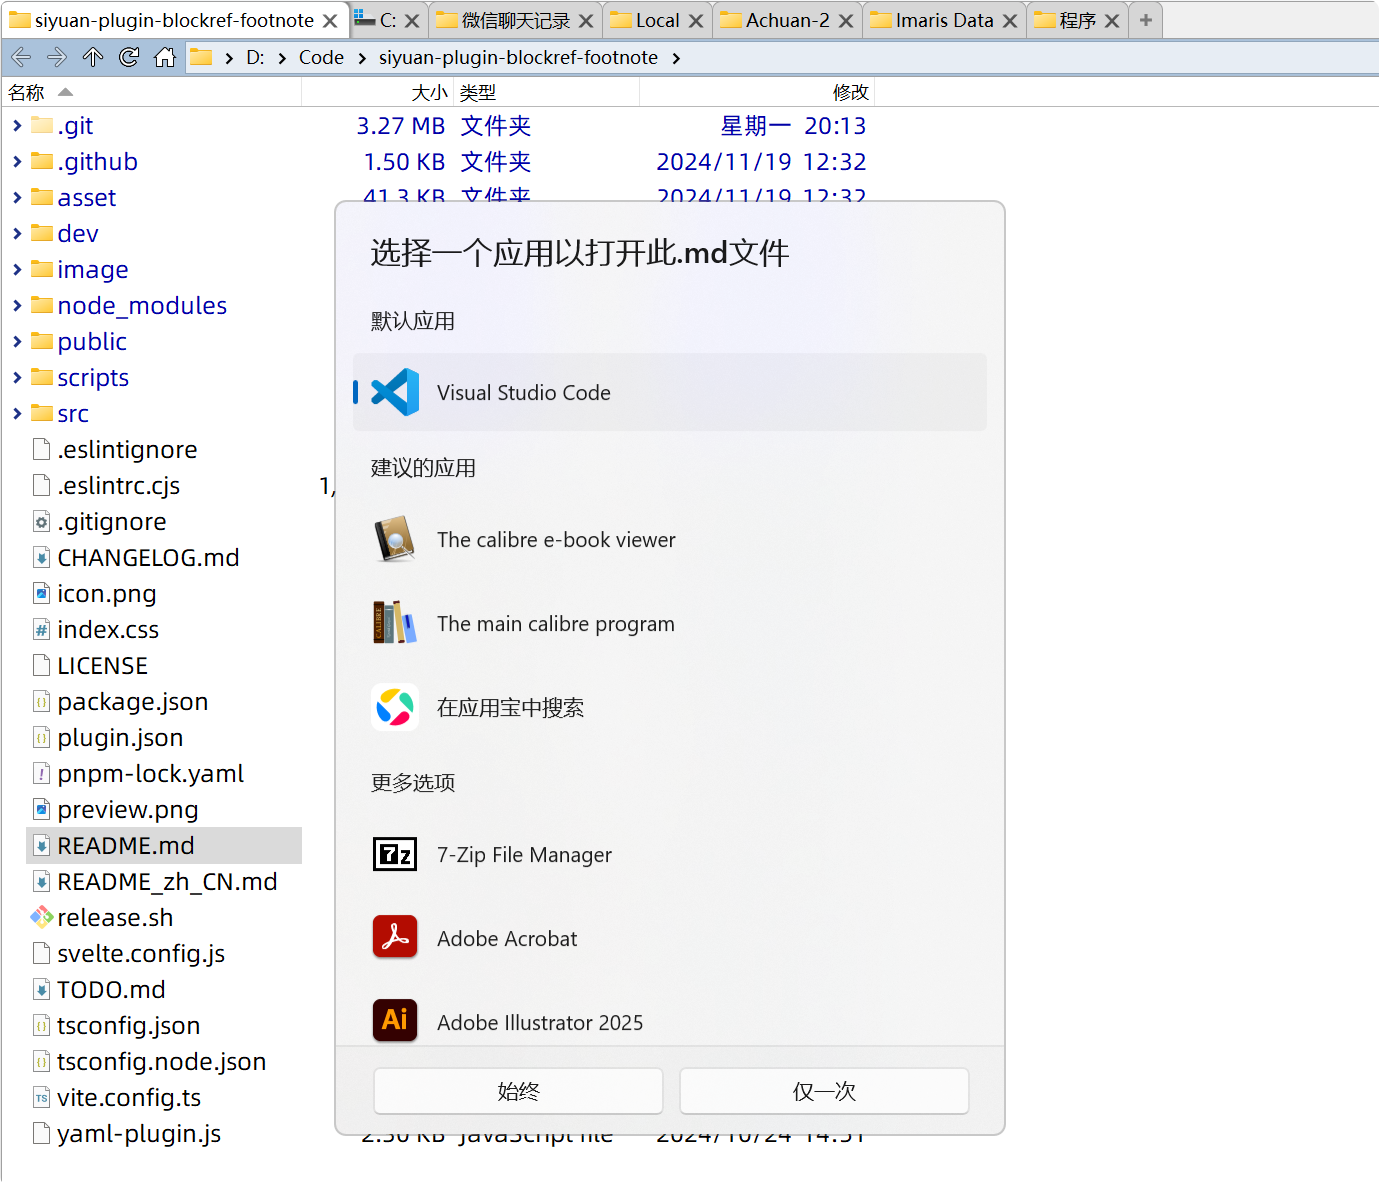 siyuan-plugin-blockref-footnote C: 微信聊天记录 Local Achuan-2 Imaris Data 程序
D: Code siyuan-plugin-blockref-footnote
名称 大小 类型 修改
.git 3.27 MB 文件夹 星期一 20:13
.github 1.50 KB 文件夹 2024/11/19 12:32
asset 41.3 KB 文件夹 2024/11/19 12:32
dev
image
node_modules
public
scripts
src
.eslintignore
.eslintrc.cjs 1,
.gitignore
CHANGELOG.md
icon.png
index.css
LICENSE
package.json
plugin.json
pnpm-lock.yaml
preview.png
README.md
README_zh_CN.md
release.sh
svelte.config.js
TODO.md
tsconfig.json
tsconfig.node.json
vite.config.ts
yaml-plugin.js 2.50 KB JavaScript file 2024/10/24 14:51
选择一个应用以打开此.md文件
默认应用
Visual Studio Code
建议的应用
The calibre e-book viewer
The main calibre program
在应用宝中搜索
更多选项
7-Zip File Manager
Adobe Acrobat
Adobe Illustrator 2025
始终 仅一次